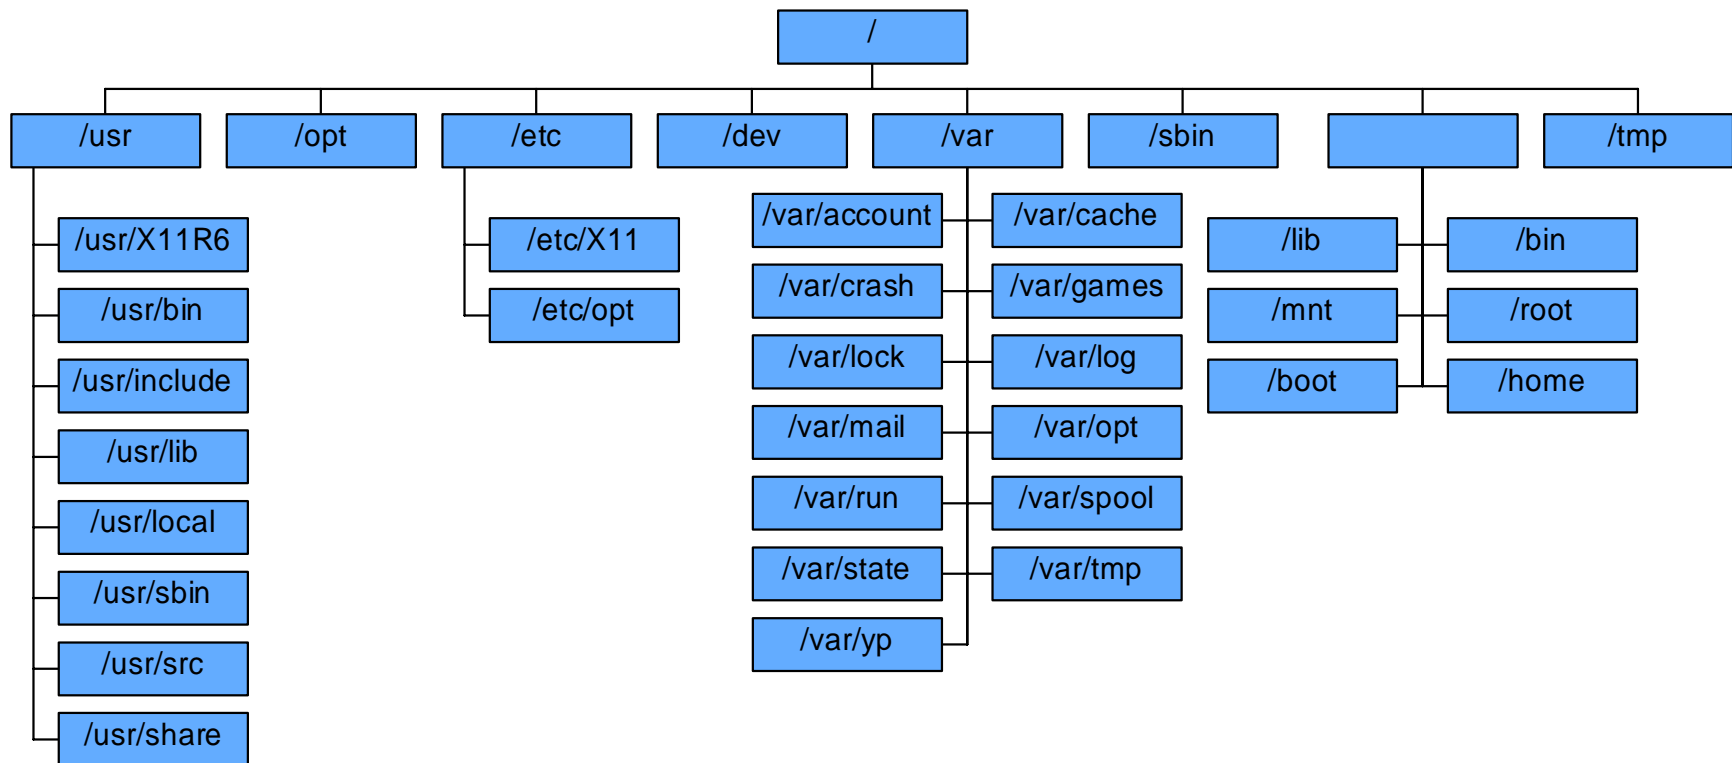 /
/usr
/opt
/etc
/dev
/var
/sbin
/tmp
/usr/X11R6
/usr/bin
/usr/include
/usr/lib
/usr/local
/usr/sbin
/usr/src
/usr/share
/etc/X11
/etc/opt
/var/account
/var/cache
/var/crash
/var/games
/var/lock
/var/log
/var/mail
/var/opt
/var/run
/var/spool
/var/state
/var/tmp
/var/yp
/lib
/bin
/mnt
/root
/boot
/home